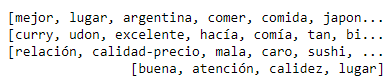 [mejor, lugar, argentina, comer, comida, japon...
[curry, udon, excelente, hacía, comía, tan, bi...
[relación, calidad-precio, mala, caro, sushi, ...
[buena, atención, calidez, lugar]